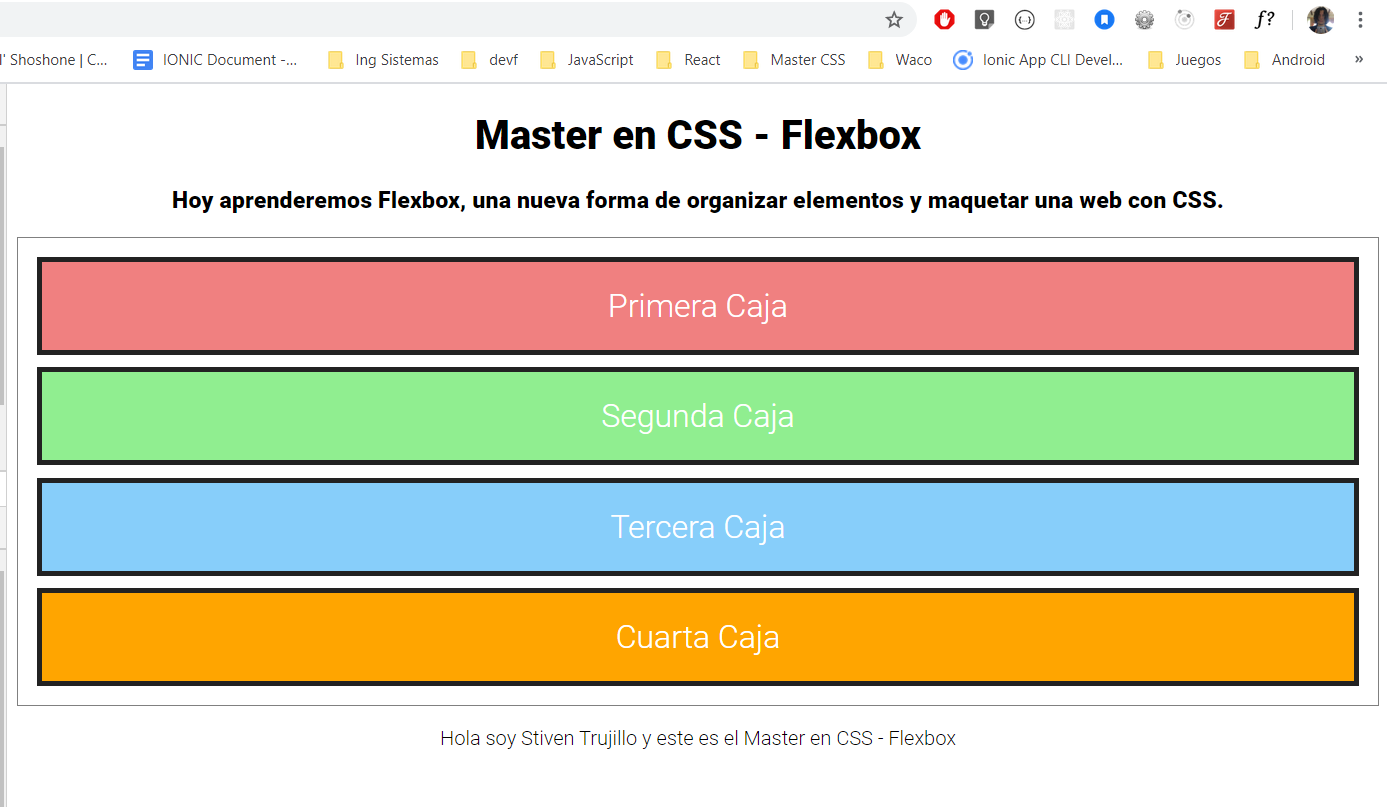 l' Shoshone | C... IONIC Document -... Ing Sistemas devf JavaScript React Master CSS Waco Ionic App CLI Devel... Juegos Android »
Master en CSS - Flexbox
Hoy aprenderemos Flexbox, una nueva forma de organizar elementos y maquetar una web con CSS.
Primera Caja
Segunda Caja
Tercera Caja
Cuarta Caja
Hola soy Stiven Trujillo y este es el Master en CSS - Flexbox